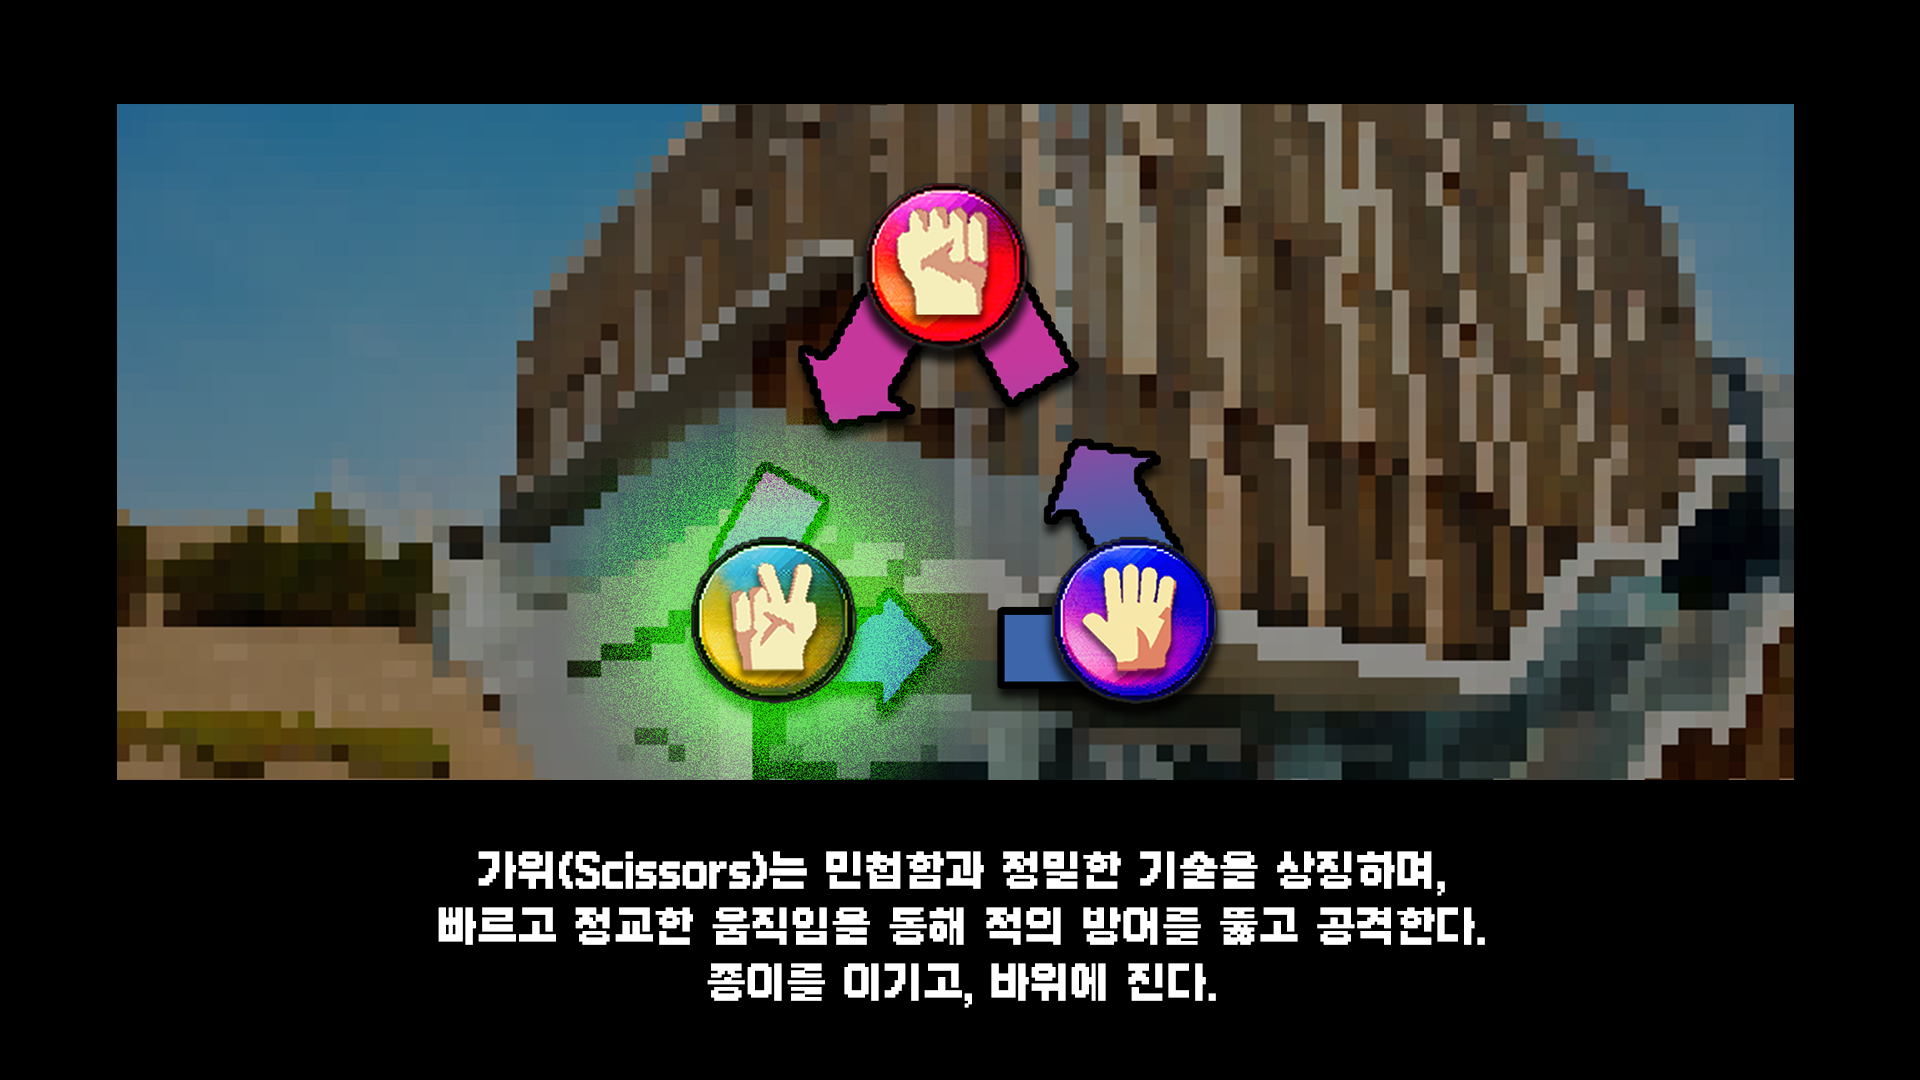 가위(Scissors)는 민첩함과 정밀한 기술을 상징하며,
빠르고 정교한 움직임을 통해 적의 방어를 뚫고 공격한다.
종이를 이기고, 바위에 진다.